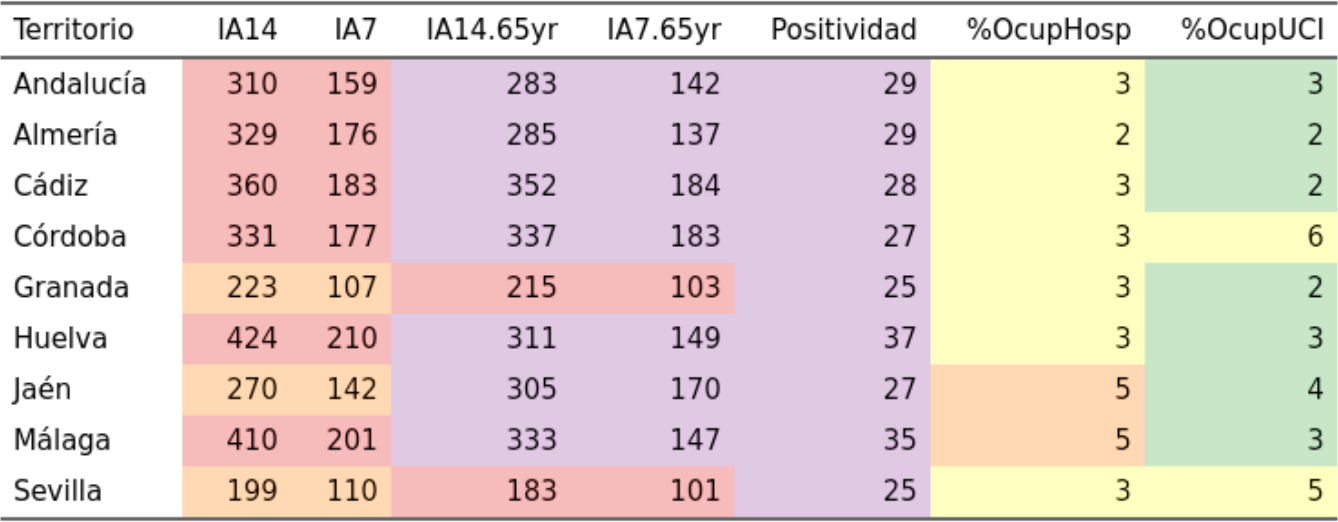 Territorio IA14 IA7 IA14.65yr IA7.65yr Positividad %OcupHosp %OcupUCI
Andalucía 310 159 283 142 29 3 3
Almería 329 176 285 137 29 2 2
Cádiz 360 183 352 184 28 3 2
Córdoba 331 177 337 183 27 3 6
Granada 223 107 215 103 25 3 2
Huelva 424 210 311 149 37 3 3
Jaén 270 142 305 170 27 5 4
Málaga 410 201 333 147 35 5 3
Sevilla 199 110 183 101 25 3 5